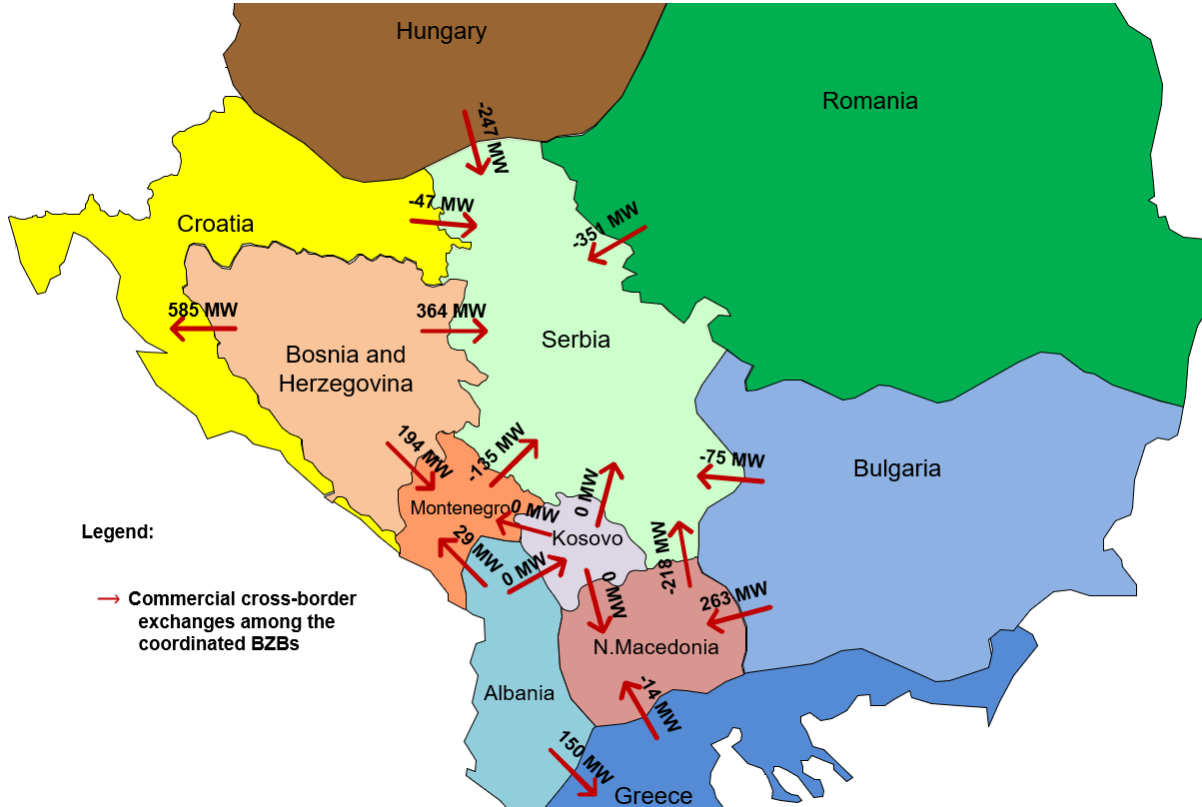 Hungary
Romania
-247 MW
-47 MW
Croatia
-351 MW
585 MW
364 MW
Serbia
Bosnia and
Herzegovina
194 MW
-135 MW
0 MW
-75 MW
Bulgaria
Montenegro
0 MW
Kosovo
Legend:
29 MW
0 MW
0 MW
-218 MW
263 MW
→ Commercial cross-border
exchanges among the
coordinated BZBs
N.Macedonia
Albania
-14 MW
150 MW
Greece